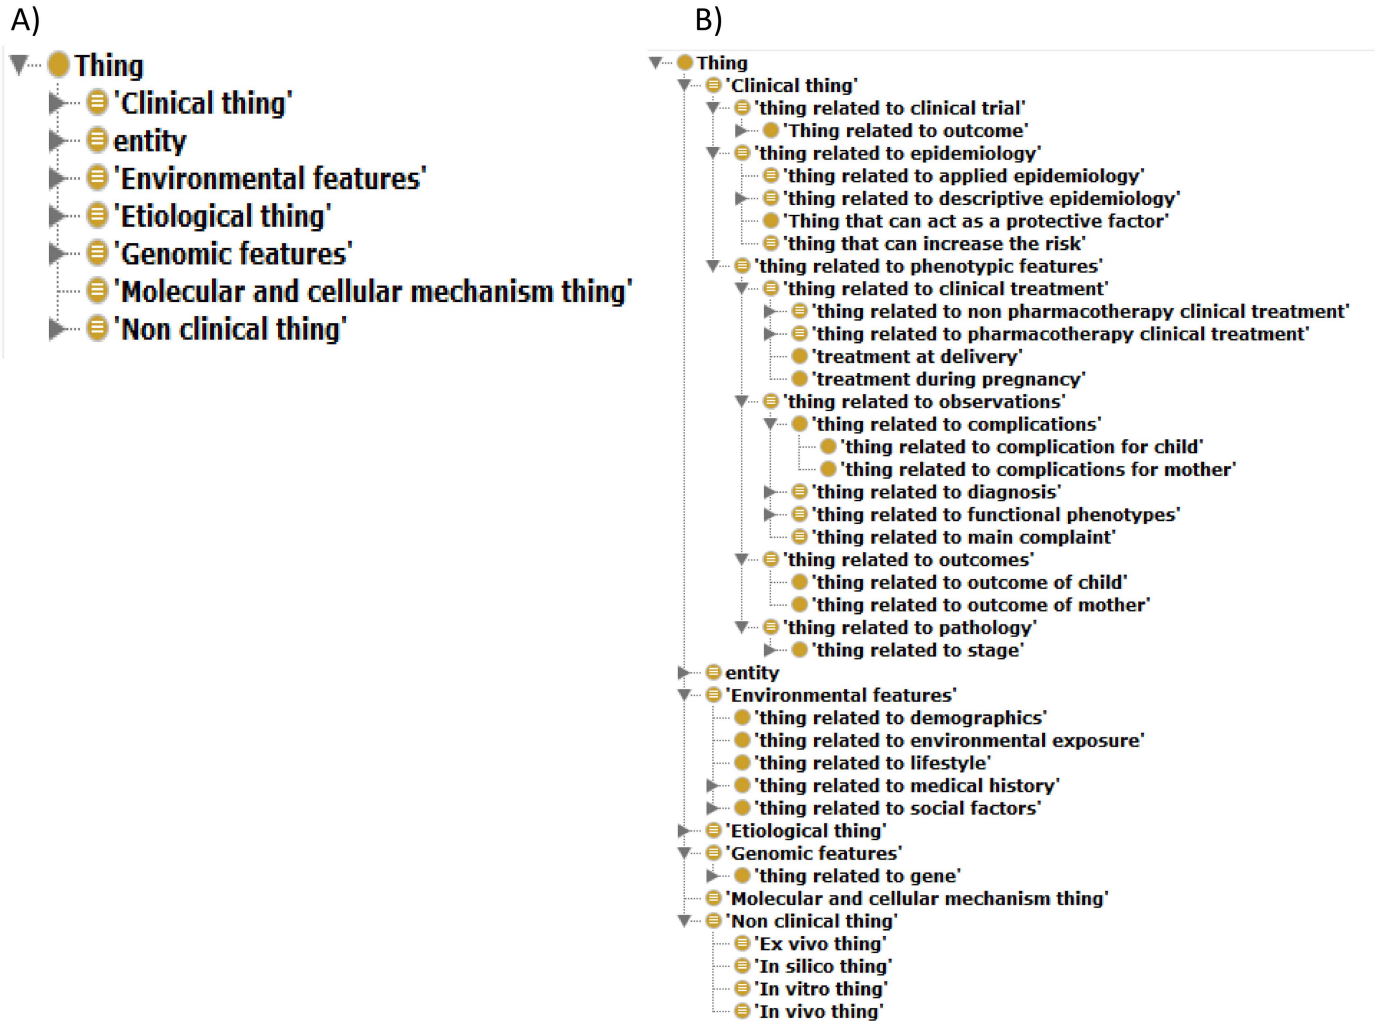 A)
Thing
'Clinical thing'
entity
'Environmental features'
'Etiological thing'
'Genomic features'
'Molecular and cellular mechanism thing'
'Non clinical thing'
B)
Thing
'Clinical thing'
'thing related to clinical trial'
'Thing related to outcome'
'thing related to epidemiology'
'thing related to applied epidemiology'
'thing related to descriptive epidemiology'
'Thing that can act as a protective factor'
'thing that can increase the risk'
'thing related to phenotypic features'
'thing related to clinical treatment'
'thing related to non pharmacotherapy clinical treatment'
'thing related to pharmacotherapy clinical treatment'
'treatment at delivery'
'treatment during pregnancy'
'thing related to observations'
'thing related to complications'
'thing related to complication for child'
'thing related to complications for mother'
'thing related to diagnosis'
'thing related to functional phenotypes'
'thing related to main complaint'
'thing related to outcomes'
'thing related to outcome of child'
'thing related to outcome of mother'
'thing related to pathology'
'thing related to stage'
entity
'Environmental features'
'thing related to demographics'
'thing related to environmental exposure'
'thing related to lifestyle'
'thing related to medical history'
'thing related to social factors'
'Etiological thing'
'Genomic features'
'thing related to gene'
'Molecular and cellular mechanism thing'
'Non clinical thing'
'Ex vivo thing'
'In silico thing'
'In vitro thing'
'In vivo thing'